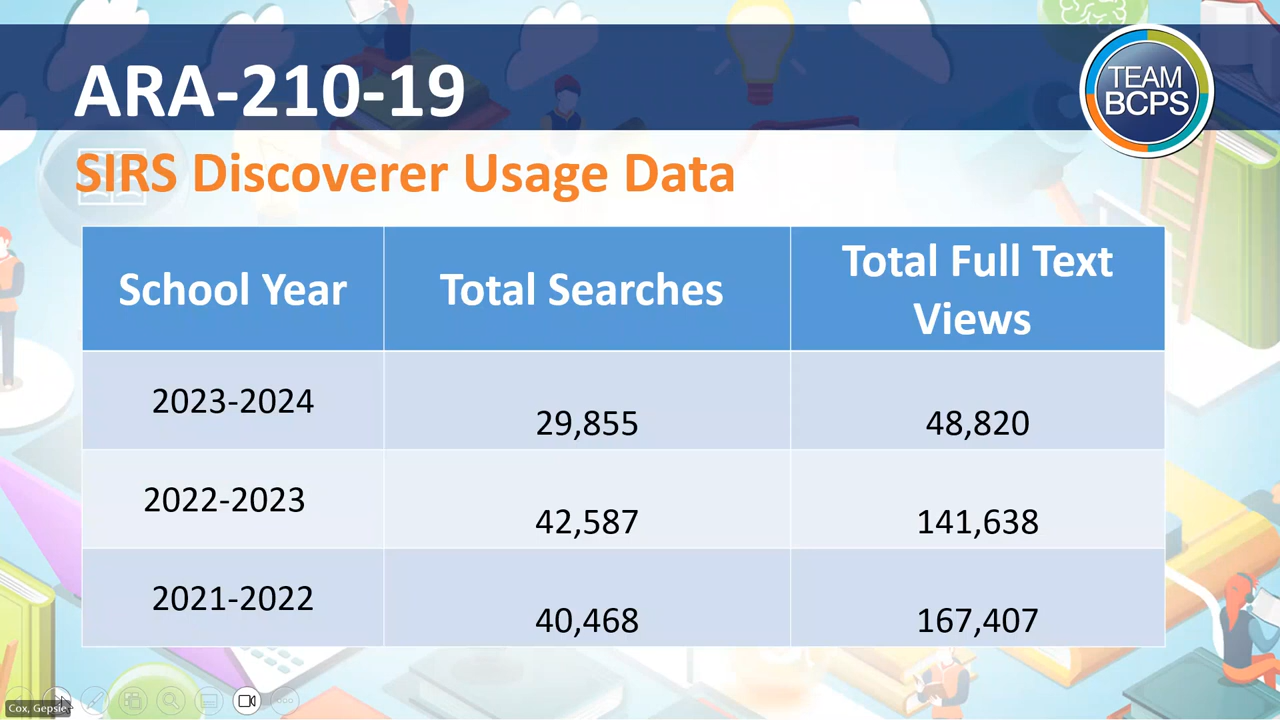 ARA-210-19
TEAM
BCPS
SIRS Discoverer Usage Data
School Year
Total Searches
Total Full Text
Views
2023-2024
29,855
48,820
2022-2023
42,587
141,638
2021-2022
40,468
167,407
Cox, Gepsie